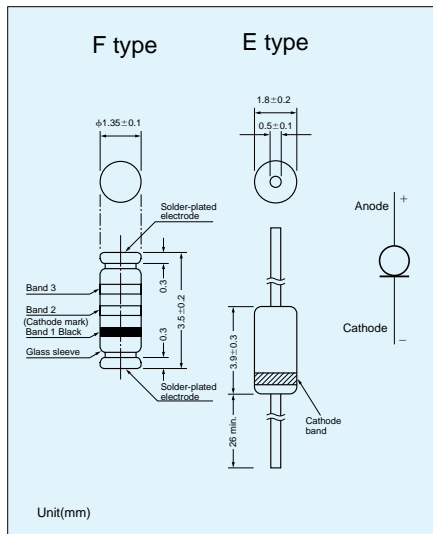 F type
E type
φ1.35±0.1
1.8±0.2
0.5±0.1
Solder-plated
electrode
Anode
+
Band 3
Band 2
(Cathode mark)
Band 1 Black
Glass sleeve
0.3
0.3
3.5±0.2
Solder-plated
electrode
3.9±0.3
26 min.
Cathode
band
Cathode
−
Unit(mm)